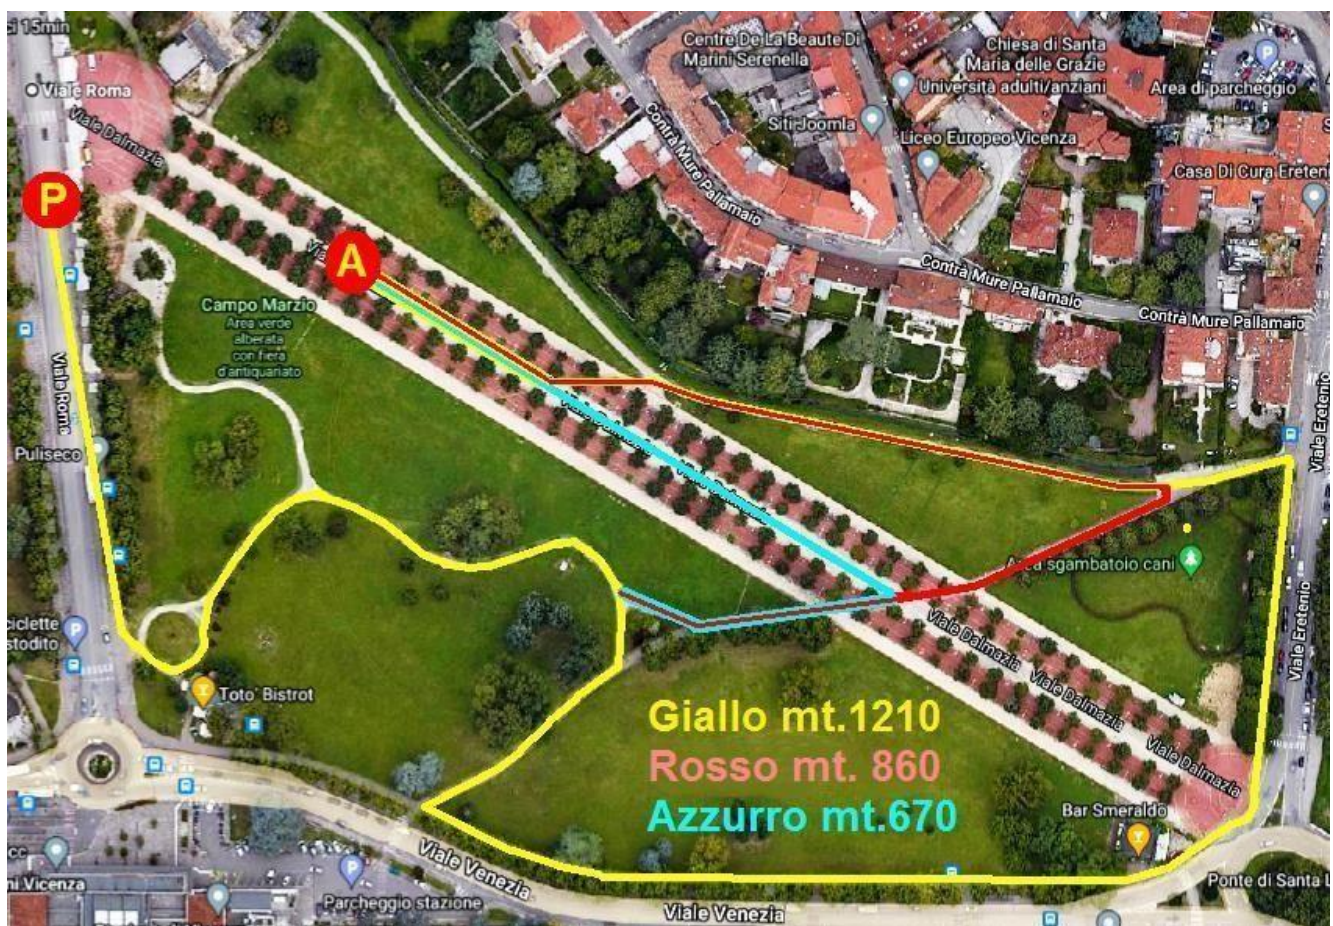 ci 15min
Viale Roma
Viale Dalmazia
P
A
Campo Marzio
Area verde
alberata
con fiera
d'antiquariato
Viale Roma
Puliseco
Centre De La Beaute Di
Marini Serenella
Chiesa di Santa
Maria delle Grazie
Università adulti/anziani
Area di parcheggio
Siti Joomla
Liceo Europeo Vicenza
Casa Di Cura Ereteni
Contrà Mure Pallamaio
Contrà Mure Pallamaio
Contrà Mure Pallamaio
Viale Eretenio
Viale Eretenio
Area sgambatoio cani
Viale Dalmazia
Viale Dalmazia
Viale Dalmazia
ciclette
stodito
P
Toto' Bistrot
Giallo mt.1210
Rosso mt. 860
Azzurro mt.670
Bar Smeraldo
Viale Venezia
Viale Venezia
Ponte di Santa L
P
Parcheggio stazione
cc
ni Vicenza